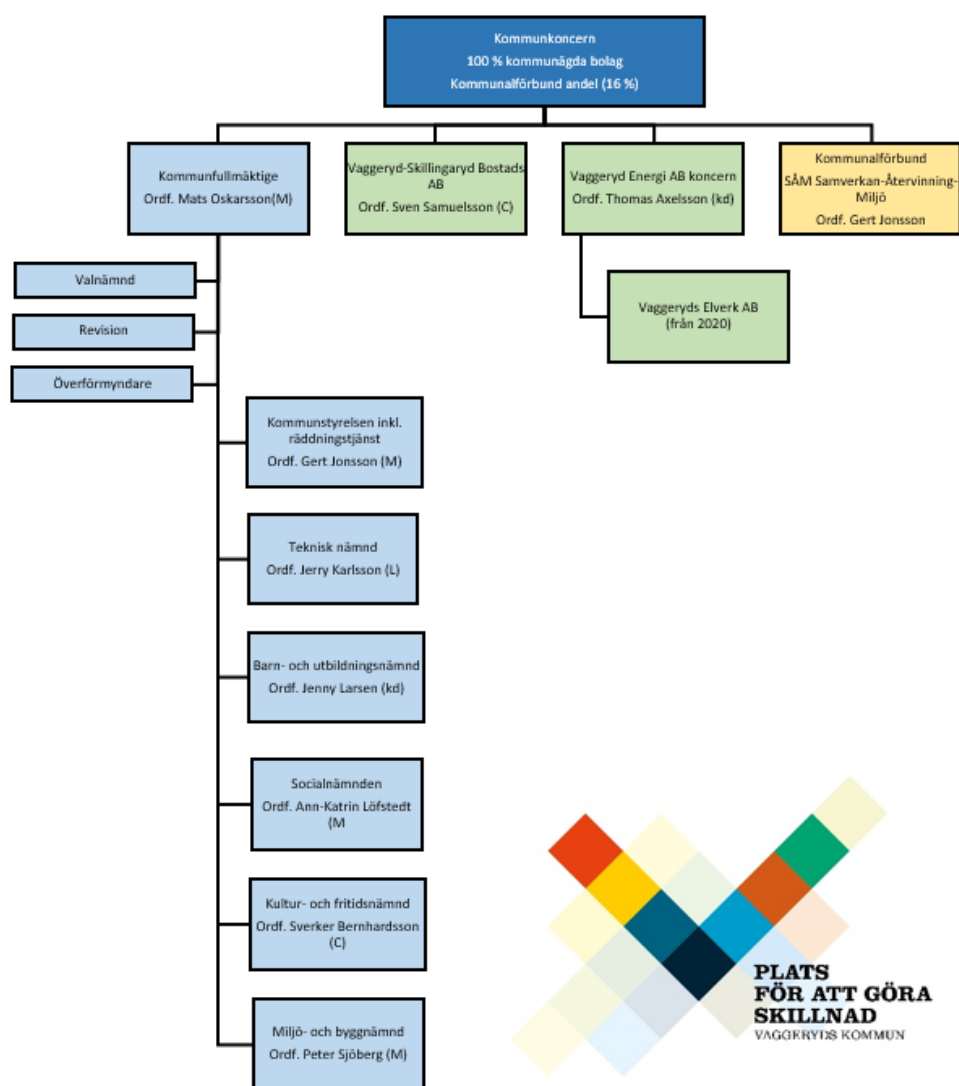 Kommunkoncern
100 % kommunägda bolag
Kommunalförbund andel (16 %)
Kommunfullmäktige
Ordf. Mats Oskarsson(M)
Vaggeryd-Skillingaryd Bostads
AB
Ordf. Sven Samuelsson (C)
Vaggeryd Energi AB koncern
Ordf. Thomas Axelsson (kd)
Kommunalförbund
SÅM Samverkan-Återvinning-
Miljö
Ordf. Gert Jonsson
Valnämnd
Revision
Överförmyndare
Vaggeryds Elverk AB
(från 2020)
Kommunstyrelsen inkl.
räddningstjänst
Ordf. Gert Jonsson (M)
Teknisk nämnd
Ordf. Jerry Karlsson (L)
Barn- och utbildningsnämnd
Ordf. Jenny Larsen (kd)
Socialnämnden
Ordf. Ann-Katrin Löfstedt
(M
Kultur- och fritidsnämnd
Ordf. Sverker Bernhardsson
(C)
Miljö- och byggnämnd
Ordf. Peter Sjöberg (M)
PLATS
FÖR ATT GÖRA
SKILLNAD
VAGGERYDS KOMMUN